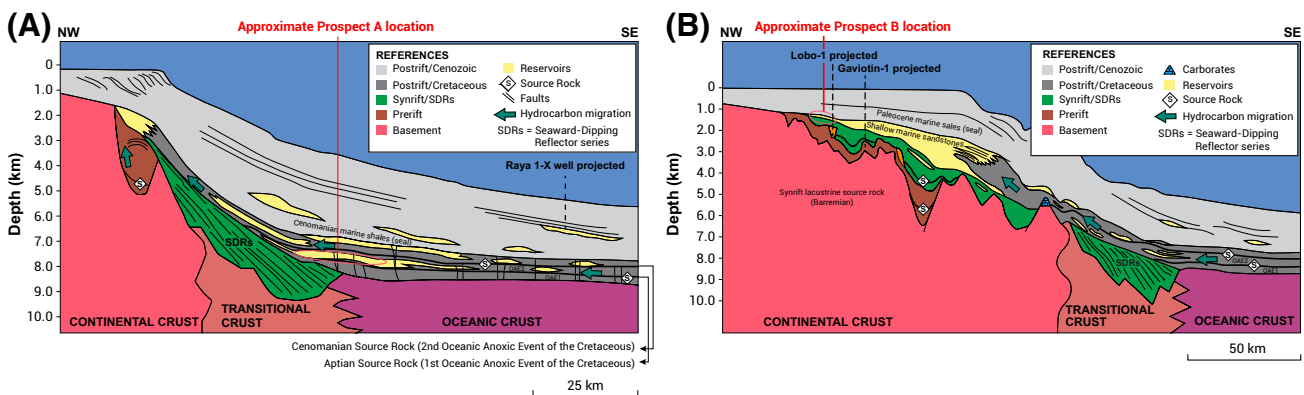 (A)
NW
Approximate Prospect A location
SE
REFERENCES
Postrift/Cenozoic
Postrift/Cretaceous
Synrift/SDRs
Prerift
Basement
Reservoirs
Source Rock
Faults
Hydrocarbon migration
SDRs = Seaward-Dipping
Reflector series
S
Raya 1-X well projected
Depth (km)
0
1.0
2.0
3.0
4.0
5.0
6.0
7.0
8.0
9.0
10.0
S
Cenomanian marine shales (seal)
SDRs
S
OAE2
OAE1
OAE2
OAE1
S
CONTINENTAL CRUST
TRANSITIONAL
CRUST
OCEANIC CRUST
Cenomanian Source Rock (2nd Oceanic Anoxic Event of the Cretaceous)
Aptian Source Rock (1st Oceanic Anoxic Event of the Cretaceous)
25 km
(B)
NW
Approximate Prospect B location
SE
Lobo-1 projected
Gaviotin-1 projected
REFERENCES
Postrift/Cenozoic
Postrift/Cretaceous
Synrift/SDRs
Prerift
Basement
Carborates
Reservoirs
Source Rock
Hydrocarbon migration
SDRs = Seaward-Dipping
Reflector series
S
Depth (km)
0
1.0
2.0
3.0
4.0
5.0
6.0
7.0
8.0
9.0
10.0
Paleocene marine sales (seal)
Shallow marine sandstones
Synrift lacustrine source rock
(Barremian)
S
S
SDRs
S
OAE2
S
OAE1
CONTINENTAL CRUST
TRANSITIONAL
CRUST
OCEANIC CRUST
50 km